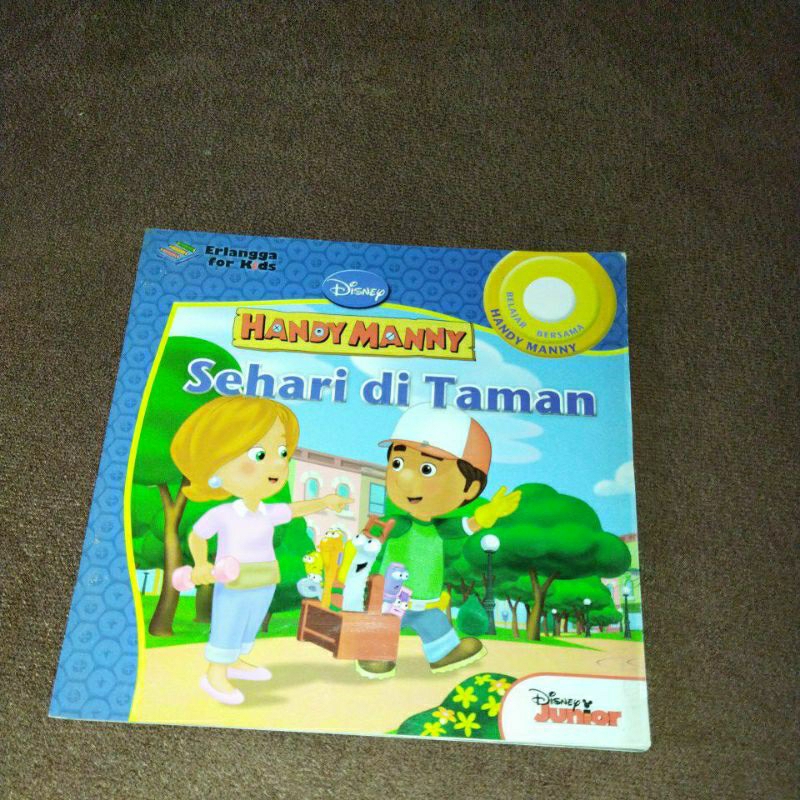 Erlangga
for Kids
Disney
BELAJAR BERSAMA
HANDY MANNY
HANDY MANNY
Sehari di Taman
Disney
Junior